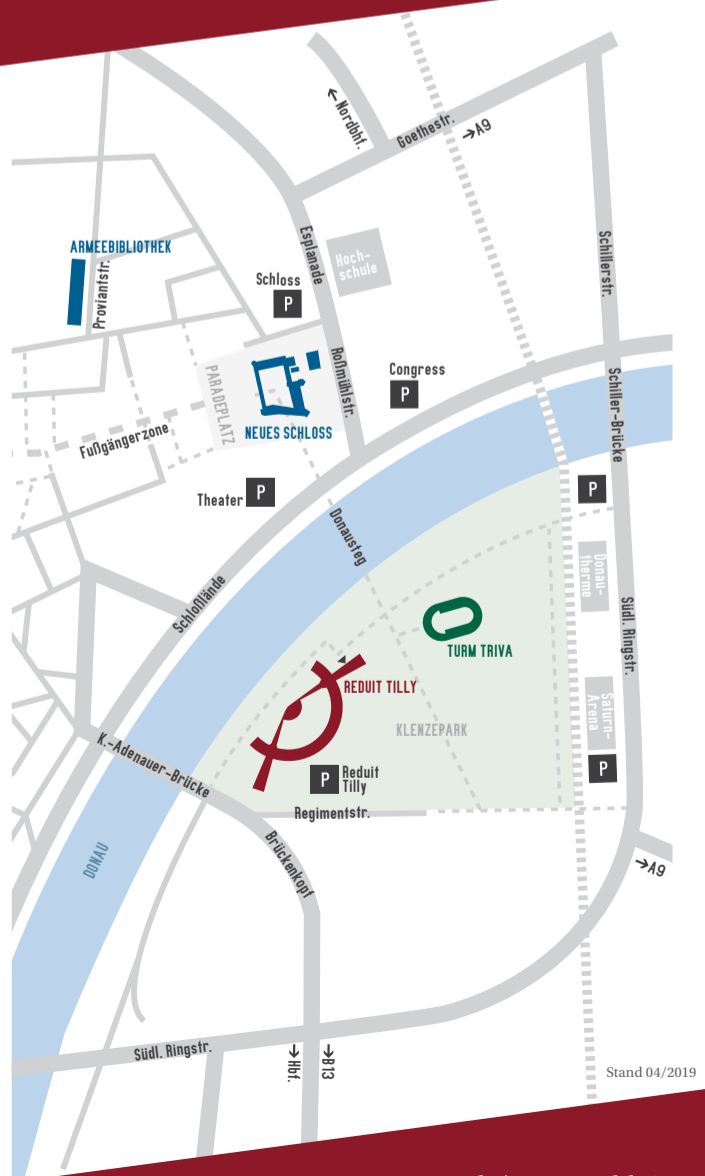 ← Nordbhf.
Goethestr.
→A9
ARMEEBIBLIOTHEK
Proviantstr.
Esplanade
Hoch-
schule
Schillerstr.
Schloss
P
PARADEPLATZ
Roßmühlstr.
Congress
P
NEUES SCHLOSS
Schiller-Brücke
Fußgängerzone
Theater P
P
Donausteg
Donau-
therme
Schloßlände
TURM TRIVA
Südl. Ringstr.
REDUIT TILLY
KLENZEPARK
Saturn-
Arena
K.-Adenauer-Brücke
P Reduit
Tilly
P
Regimentstr.
DONAU
Brückenkopf
→A9
Südl. Ringstr.
→Hbf.
→B13
Stand 04/2019